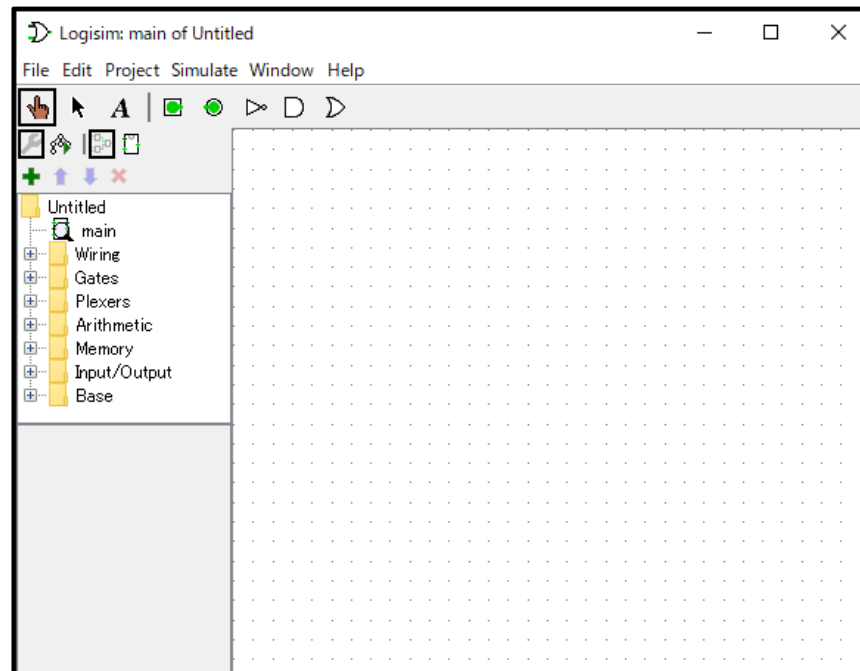 Logisim: main of Untitled
File Edit Project Simulate Window Help
A
Untitled
main
Wiring
Gates
Plexers
Arithmetic
Memory
Input/Output
Base